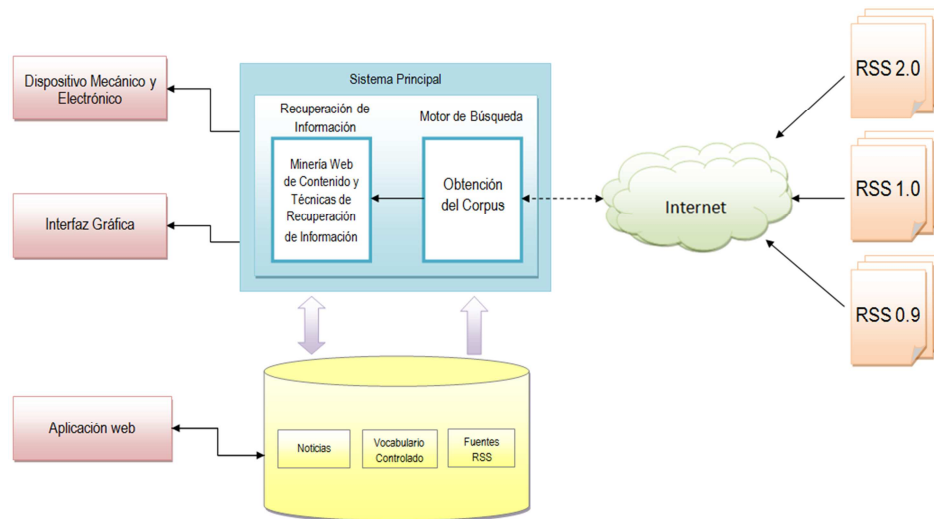 Dispositivo Mecánico y
Electrónico
Interfaz Gráfica
Aplicación web
Sistema Principal
Recuperación de
Información
Minería Web
de Contenido y
Técnicas de
Recuperación
de Información
Motor de Búsqueda
Obtención
del Corpus
Internet
RSS 2.0
RSS 1.0
RSS 0.9
Noticias
Vocabulario
Controlado
Fuentes
RSS